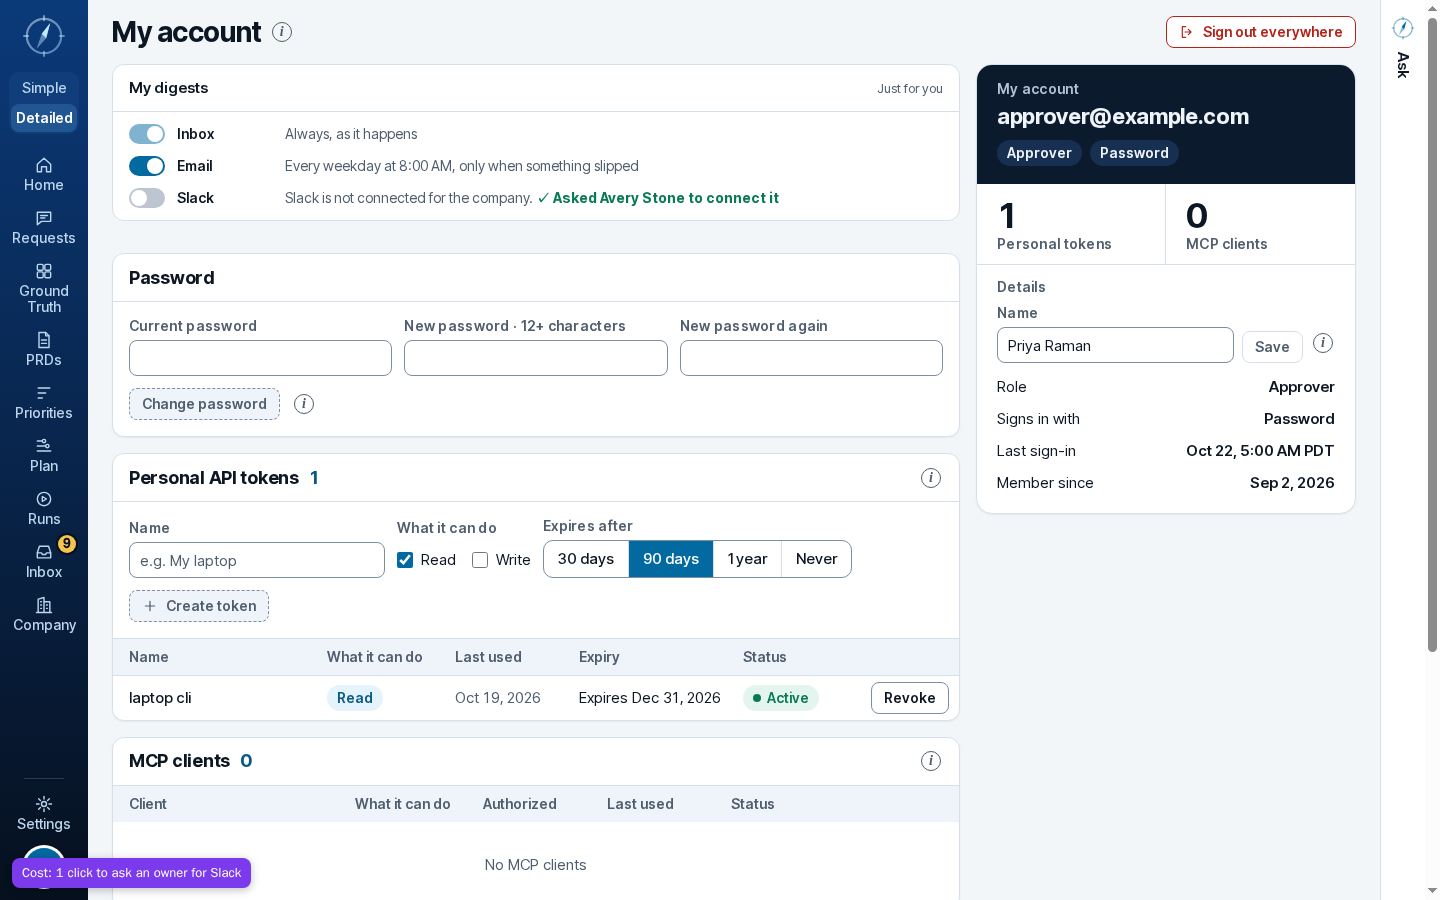 My account i
Sign out everywhere
Ask
Simple
Detailed
Home
Requests
Ground
Truth
PRDs
Priorities
Plan
Runs
9
Inbox
Company
Settings
Cost: 1 click to ask an owner for Slack
My digests Just for you
Inbox Always, as it happens
Email Every weekday at 8:00 AM, only when something slipped
Slack Slack is not connected for the company. ✓ Asked Avery Stone to connect it
Password
Current password New password · 12+ characters New password again
Change password i
Personal API tokens 1 i
Name What it can do Expires after
e.g. My laptop Read Write 30 days 90 days 1 year Never
+ Create token
Name What it can do Last used Expiry Status
laptop cli Read Oct 19, 2026 Expires Dec 31, 2026 Active Revoke
MCP clients 0 i
Client What it can do Authorized Last used Status
No MCP clients
My account
approver@example.com
Approver Password
1 0
Personal tokens MCP clients
Details
Name
Priya Raman Save i
Role Approver
Signs in with Password
Last sign-in Oct 22, 5:00 AM PDT
Member since Sep 2, 2026